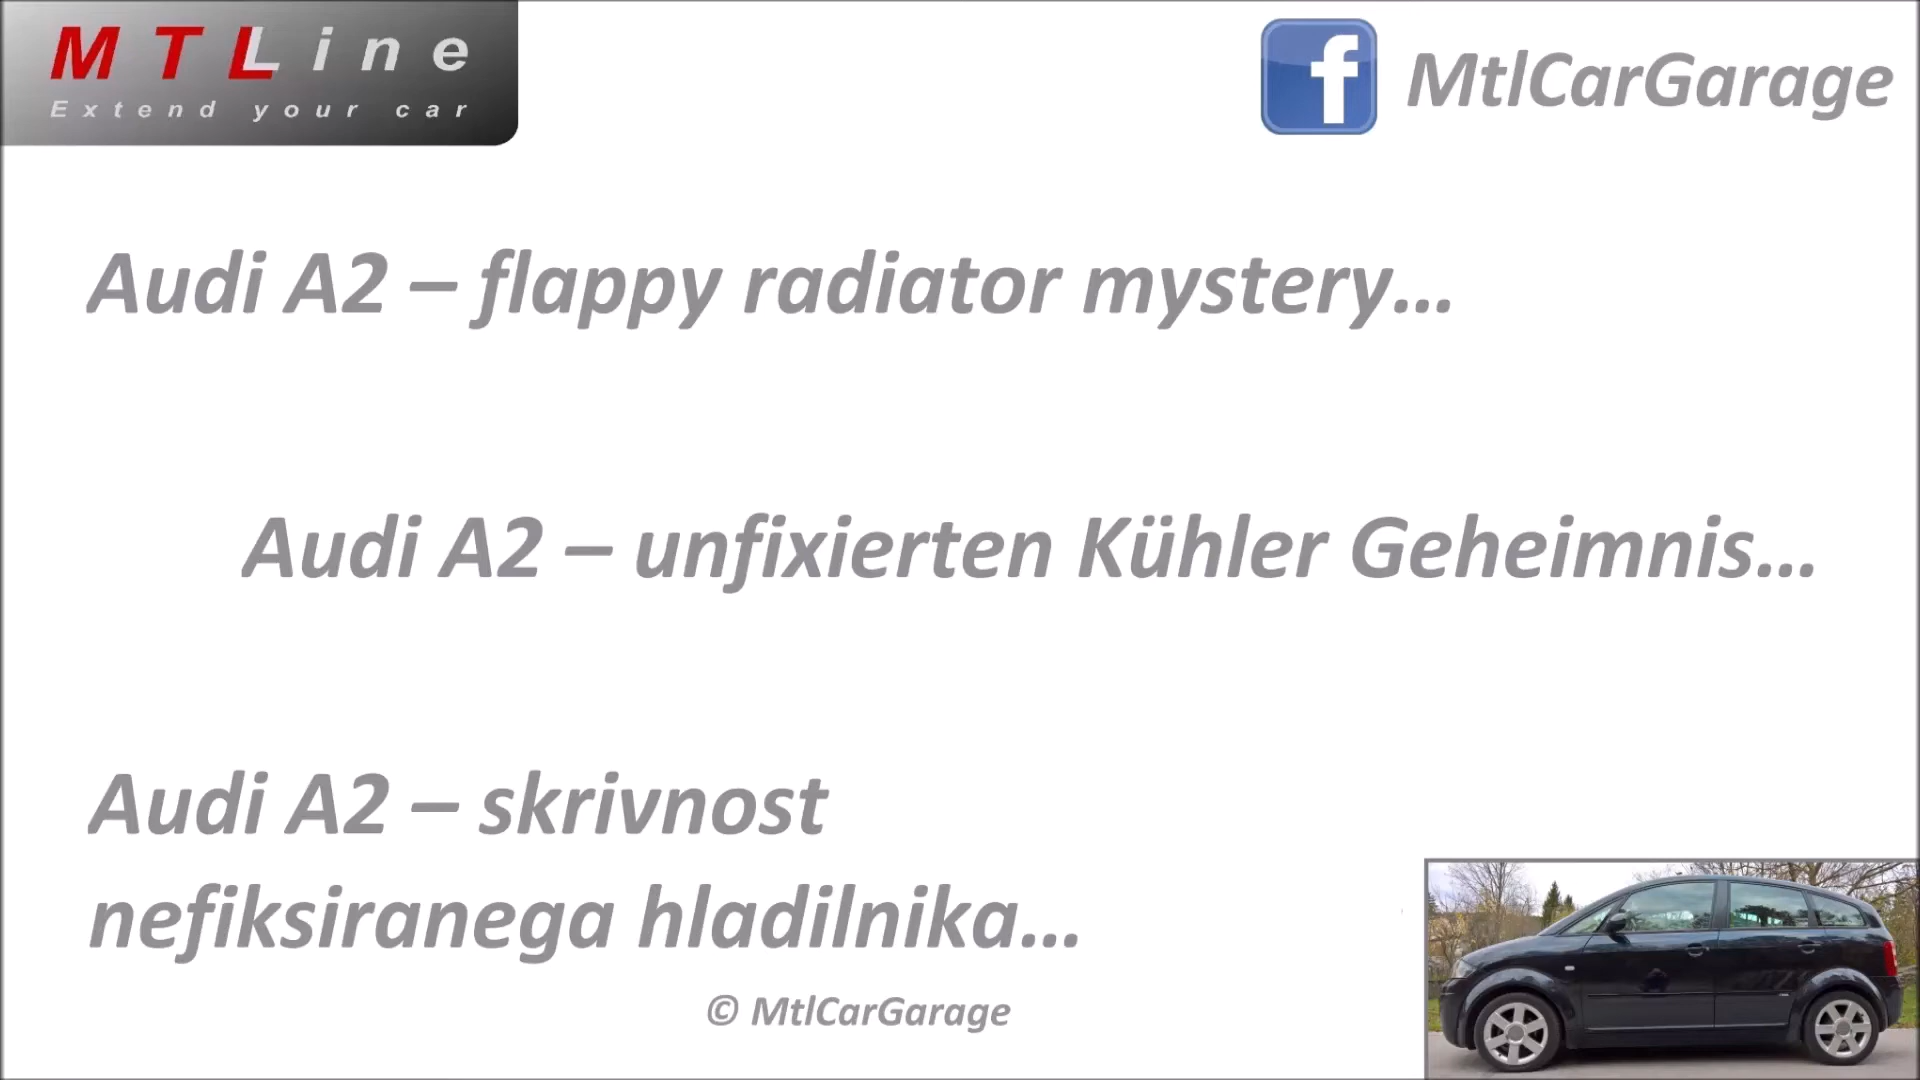 MTLine
Extend your car
f MtlCarGarage
Audi A2 – flappy radiator mystery...
Audi A2 – unfixierten Kühler Geheimnis...
Audi A2 – skrivnost
nefiksiranega hladilnika...
© MtlCarGarage